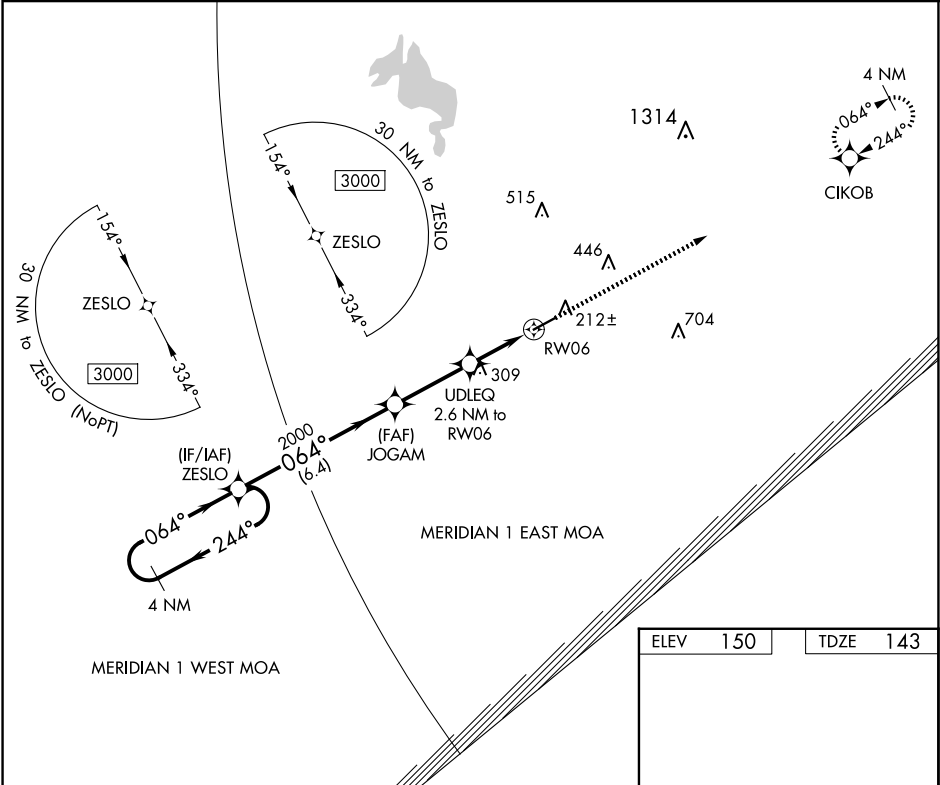 4 NM
064°
244°
CIKOB
1314
30 NM to ZESLO
154°
3000
ZESLO
334°
515
446
154°
ZESLO
30 NM to ZESLO (NoPT)
3000
334°
212±
704
RW06
309
UDLEQ
2.6 NM to
RW06
(FAF)
JOGAM
2000
064°
(6.4)
(IF/IAF)
ZESLO
064°
244°
4 NM
MERIDIAN 1 EAST MOA
MERIDIAN 1 WEST MOA
ELEV 150
TDZE 143